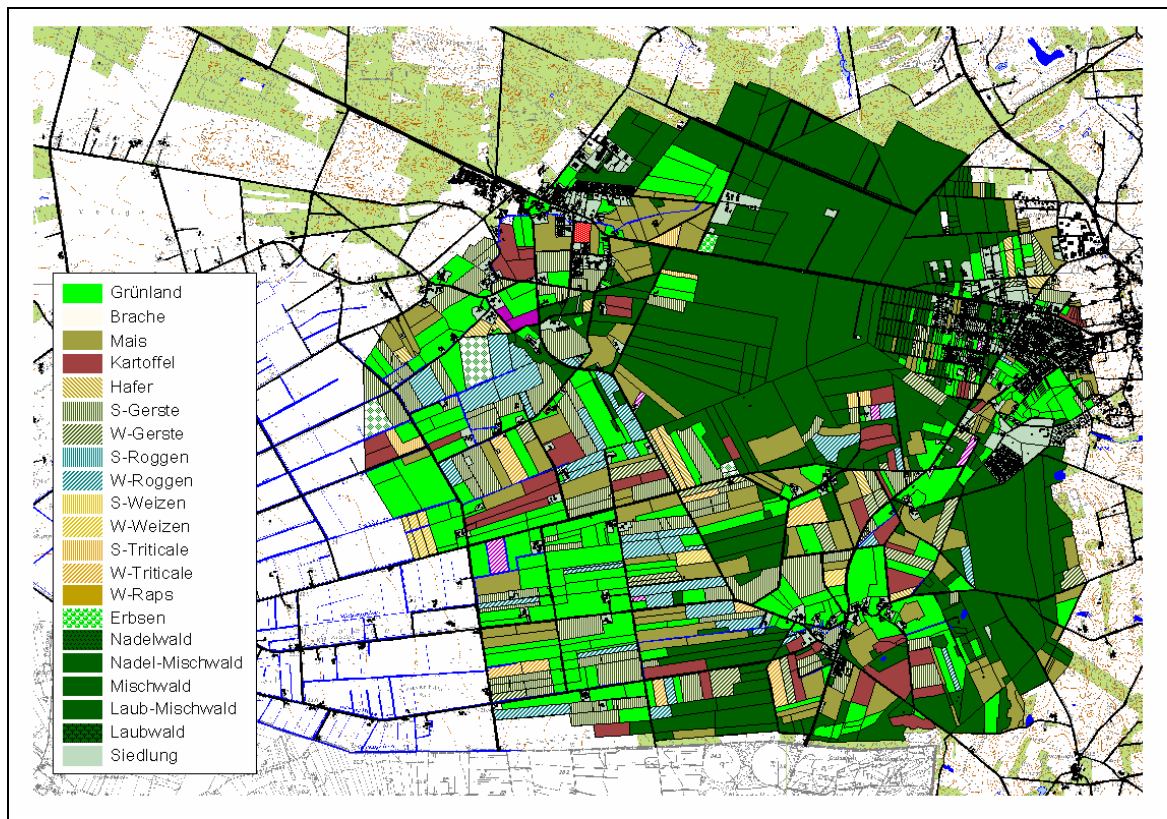 Grünland
Brache
Mais
Kartoffel
Hafer
S-Gerste
W-Gerste
S-Roggen
W-Roggen
S-Weizen
W-Weizen
S-Triticale
W-Triticale
W-Raps
Erbsen
Nadelwald
Nadel-Mischwald
Mischwald
Laub-Mischwald
Laubwald
Siedlung